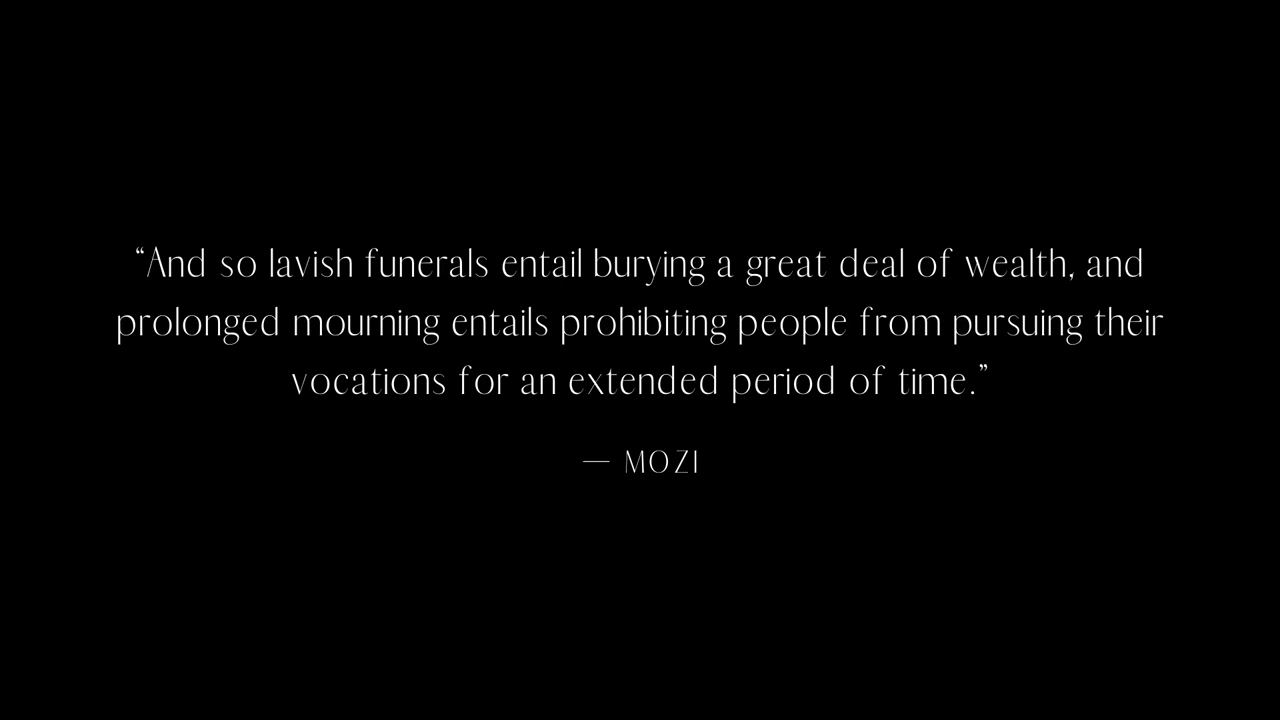 “And so lavish funerals entail burying a great deal of wealth, and
prolonged mourning entails prohibiting people from pursuing their
vocations for an extended period of time.”
— MOZI